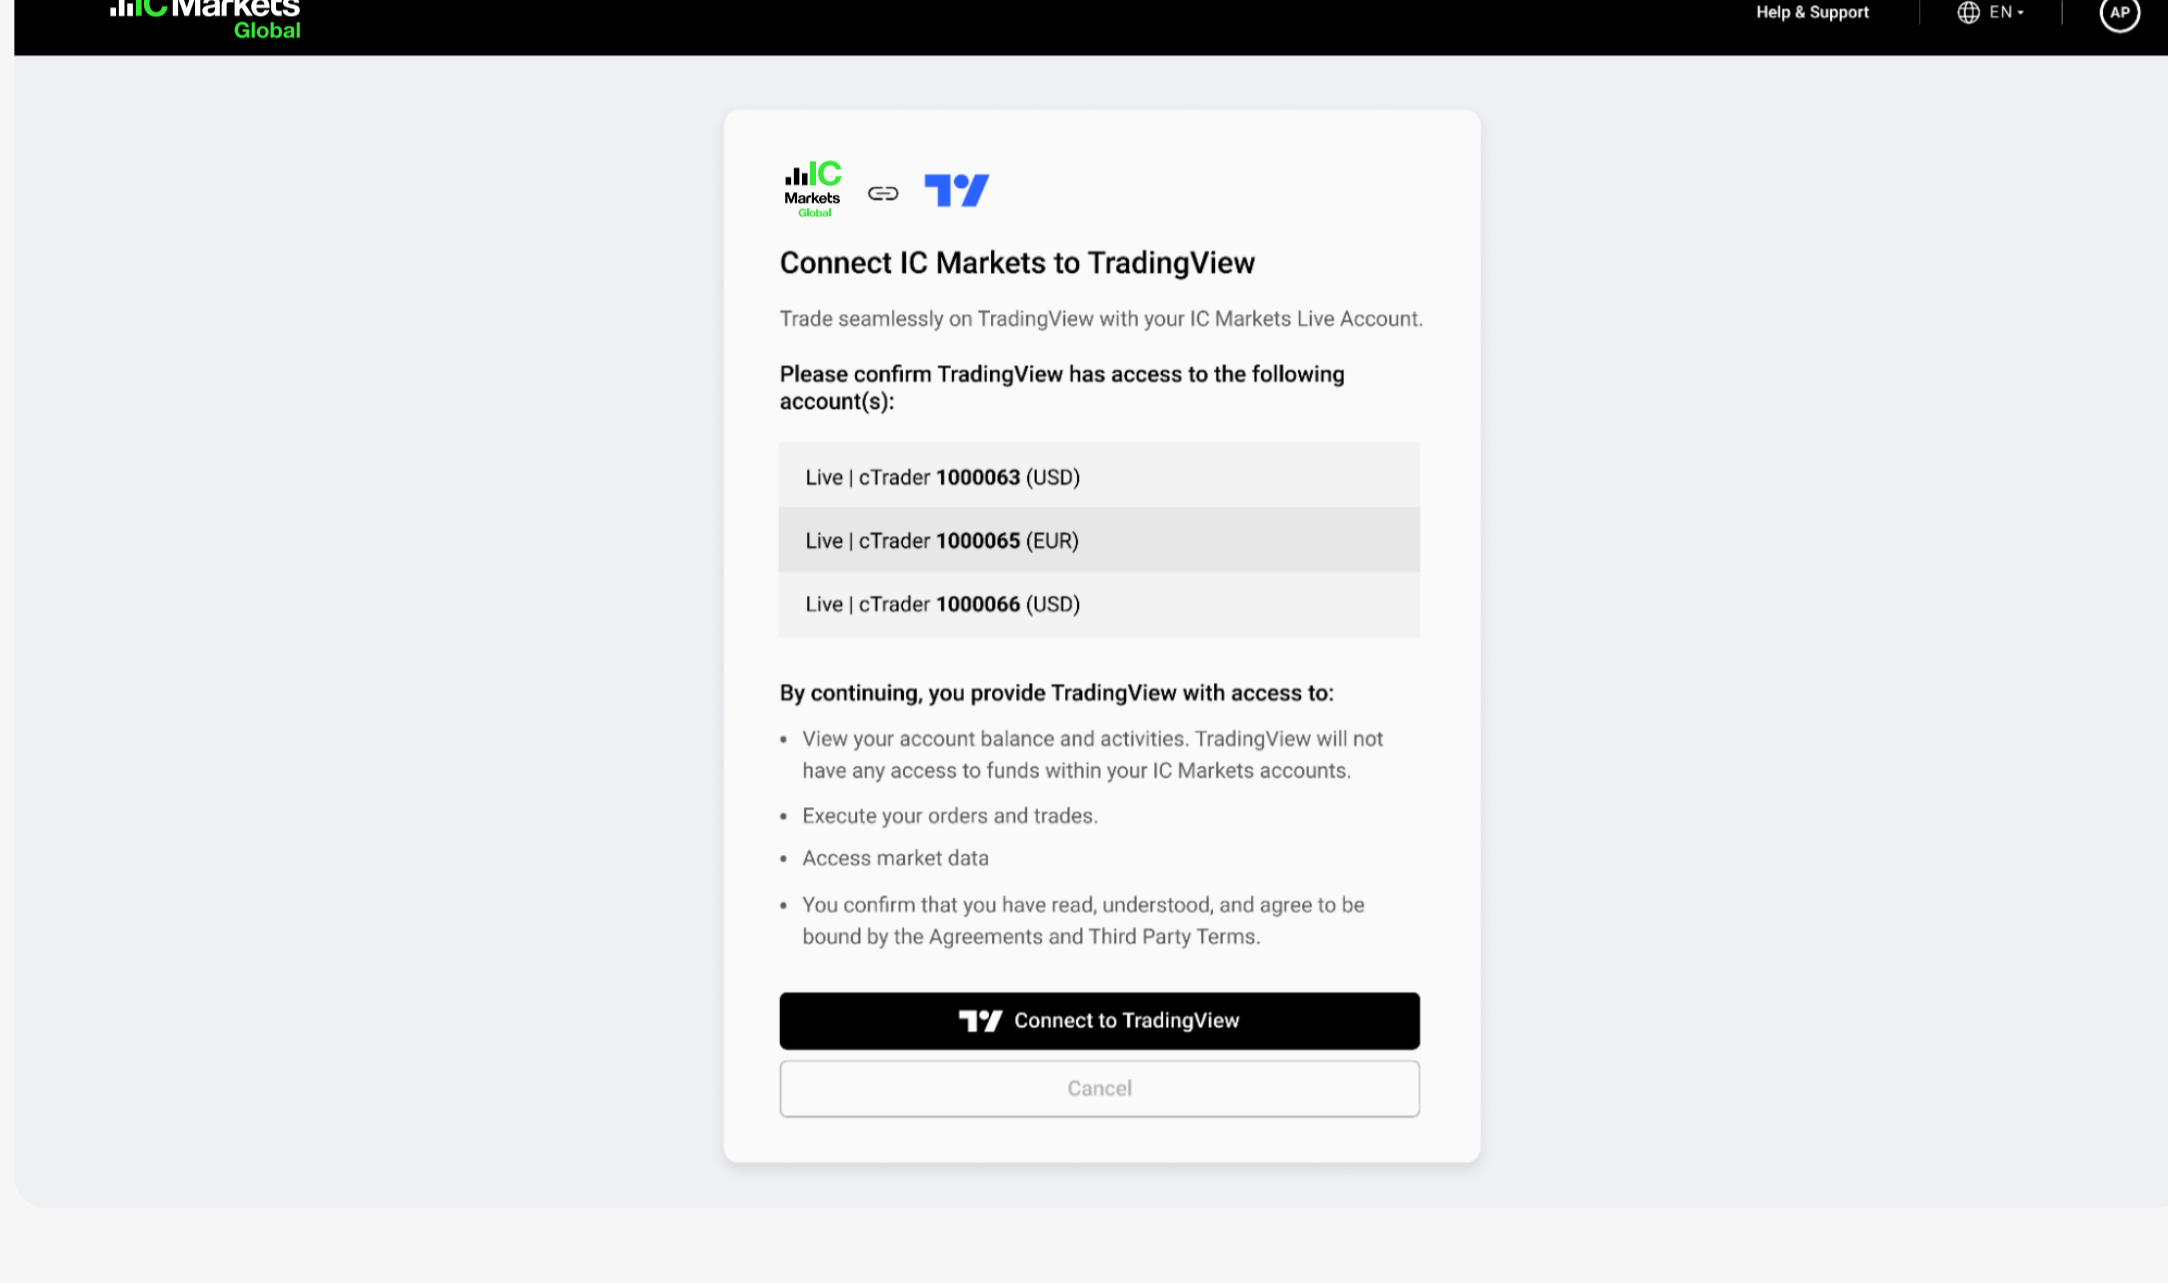 IC Markets
Global
Help & Support
EN
AP
IC
Markets
Global
Connect IC Markets to TradingView
Trade seamlessly on TradingView with your IC Markets Live Account.
Please confirm TradingView has access to the following
account(s):
Live | cTrader 1000063 (USD)
Live | cTrader 1000065 (EUR)
Live | cTrader 1000066 (USD)
By continuing, you provide TradingView with access to:
• View your account balance and activities. TradingView will not
have any access to funds within your IC Markets accounts.
• Execute your orders and trades.
• Access market data
• You confirm that you have read, understood, and agree to be
bound by the Agreements and Third Party Terms.
Connect to TradingView
Cancel